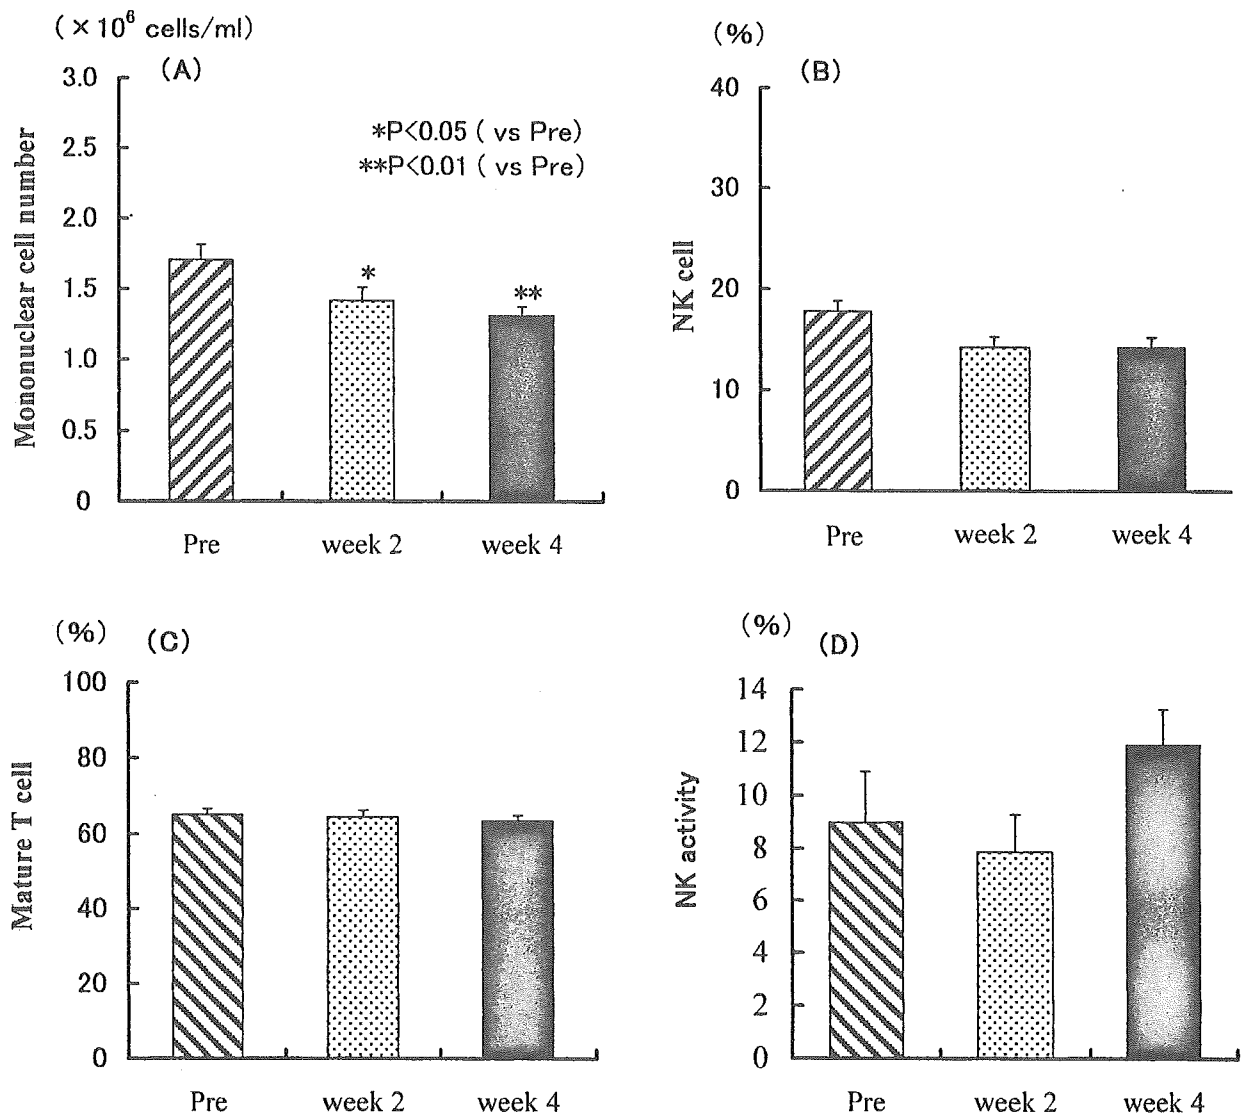 (×10⁶ cells/ml)
(A)
3.0
2.5
2.0
1.5
1.0
0.5
0
Mononuclear cell number
*P<0.05 ( vs Pre)
**P<0.01 ( vs Pre)
*
**
Pre week 2 week 4
(%)
(B)
40
30
20
10
0
NK cell
Pre week 2 week 4
(%)
(C)
100
80
60
40
20
0
Mature T cell
Pre week 2 week 4
(%)
(D)
14
12
10
8
6
4
2
0
NK activity
Pre week 2 week 4